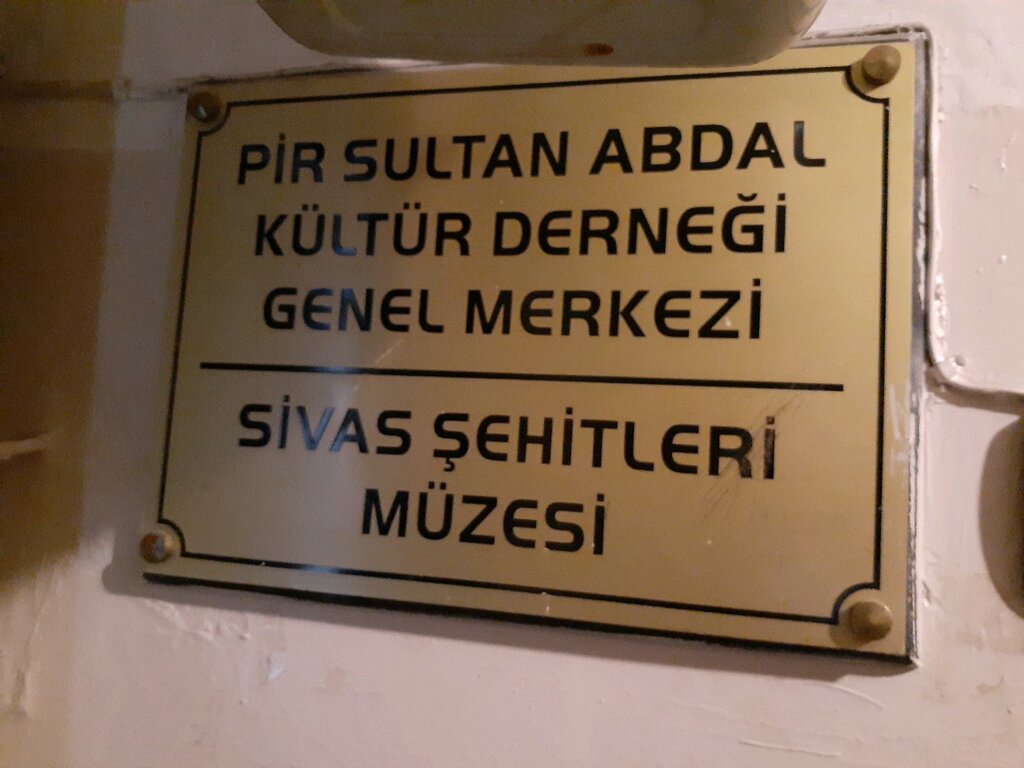 PİR SULTAN ABDAL
KÜLTÜR DERNEĞİ
GENEL MERKEZİ
SİVAS ŞEHİTLERİ
MÜZESİ